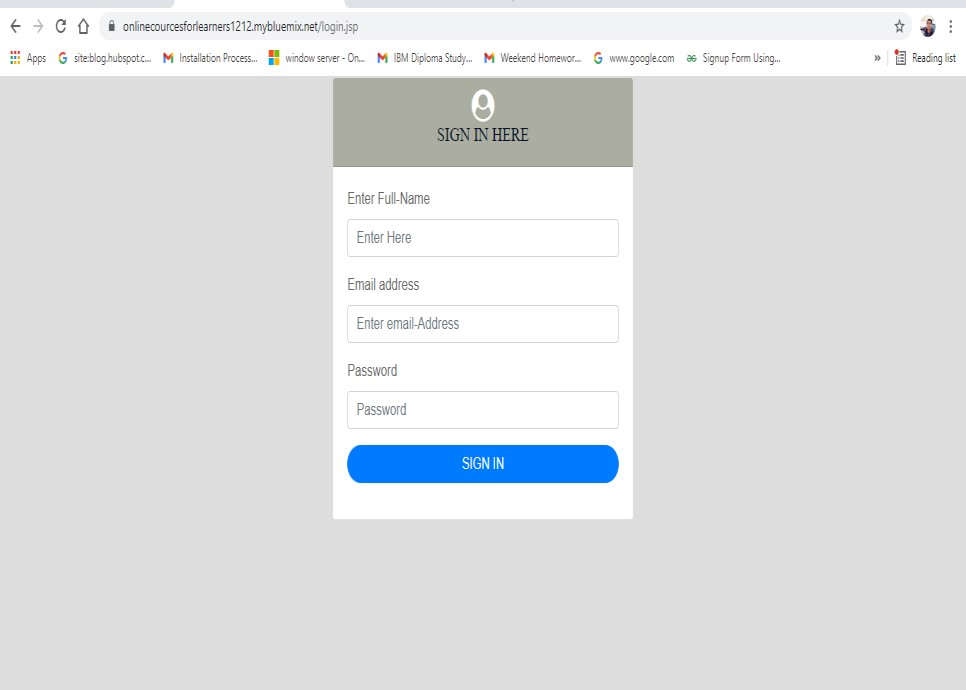 onlinecourcesforlearners1212.mybluemix.net/login.jsp
Apps site:blog.hubspot.c... Installation Process... window server - On... IBM Diploma Study... Weekend Homewor... www.google.com Signup Form Using... » Reading list
SIGN IN HERE
Enter Full-Name
Enter Here
Email address
Enter email-Address
Password
Password
SIGN IN